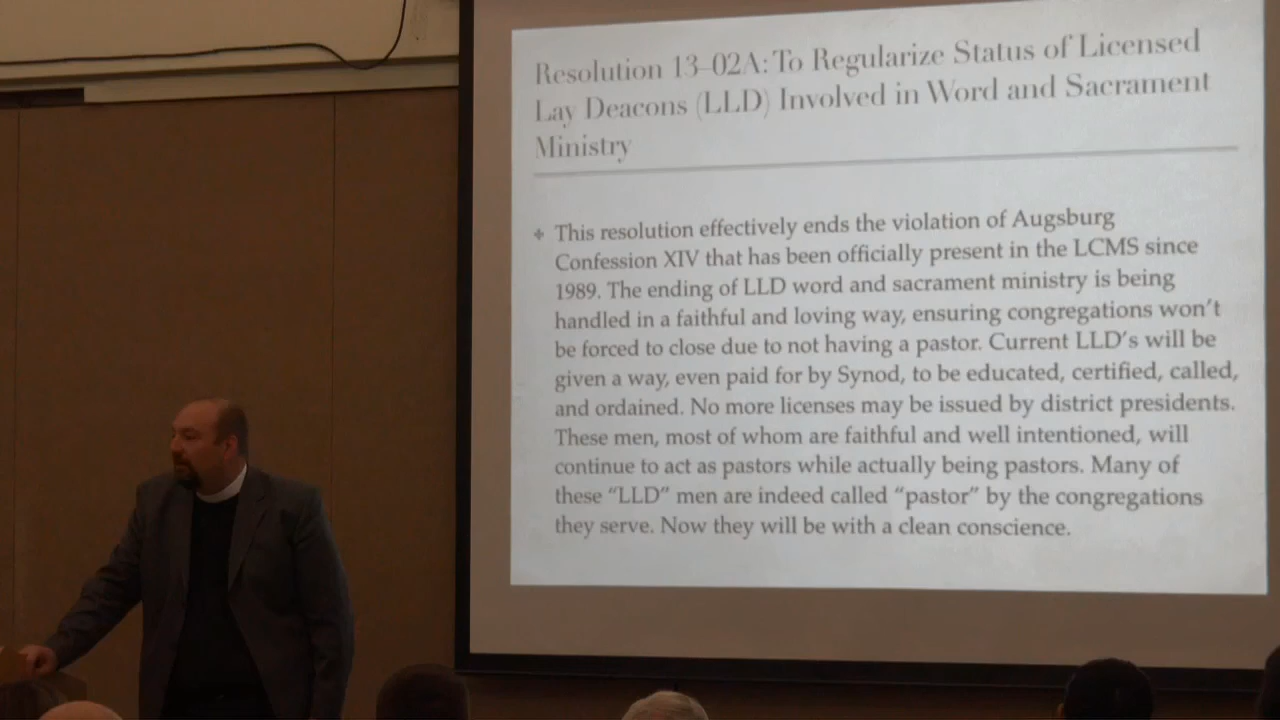 Resolution 13-02A: To Regularize Status of Licensed
Lay Deacons (LLD) Involved in Word and Sacrament
Ministry
This resolution effectively ends the violation of Augsburg
Confession XIV that has been officially present in the LCMS since
1989. The ending of LLD word and sacrament ministry is being
handled in a faithful and loving way, ensuring congregations won't
be forced to close due to not having a pastor. Current LLD's will be
given a way, even paid for by Synod, to be educated, certified, called,
and ordained. No more licenses may be issued by district presidents.
These men, most of whom are faithful and well intentioned, will
continue to act as pastors while actually being pastors. Many of
these “LLD” men are indeed called “pastor” by the congregations
they serve. Now they will be with a clean conscience.